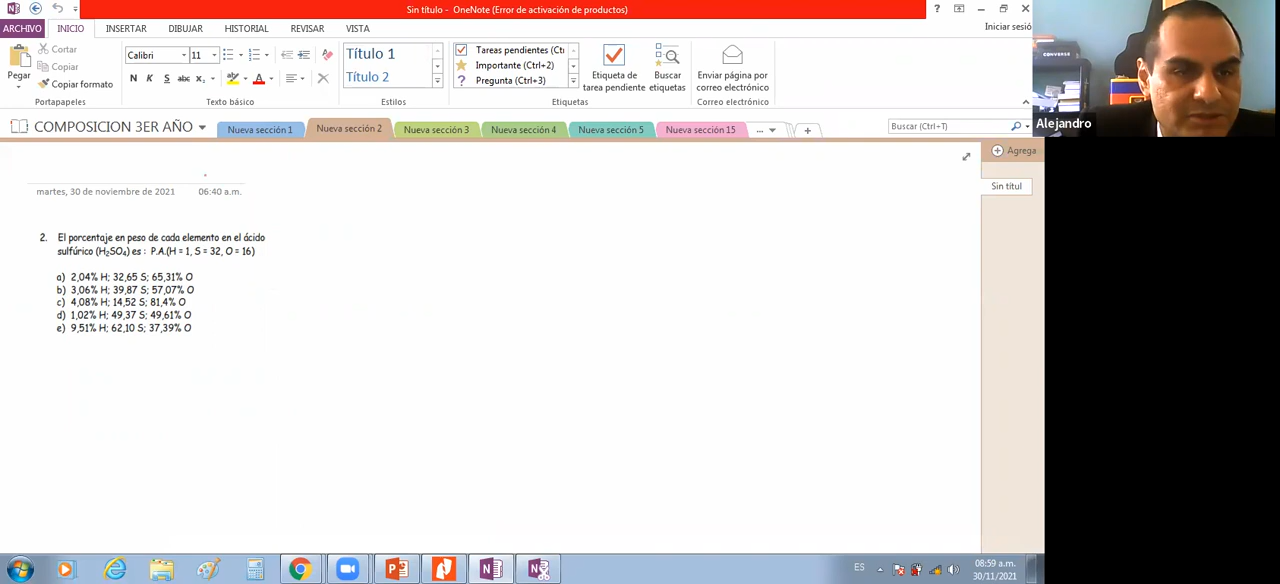 Sin título - OneNote (Error de activación de productos)
?
ARCHIVO INICIO INSERTAR DIBUJAR HISTORIAL REVISAR VISTA
Iniciar sesió
Pegar
Cortar
Copiar
Copiar formato
Portapapeles
Calibri 11
N K S abc x₂ A
Texto básico
Título 1
Título 2
Estilos
Tareas pendientes (Ctr
Importante (Ctrl+2)
? Pregunta (Ctrl+3)
Etiqueta de
tarea pendiente
Buscar
etiquetas
Etiquetas
Enviar página por
correo electrónico
Correo electrónico
Alejandro
COMPOSICION 3ER AÑO
Nueva sección 1 Nueva sección 2 Nueva sección 3 Nueva sección 4 Nueva sección 5 Nueva sección 15 ... +
Buscar (Ctrl+T)
Agrega
Sin títul
martes, 30 de noviembre de 2021 06:40 a.m.
2. El porcentaje en peso de cada elemento en el ácido
sulfúrico (H₂SO₄) es : P.A.(H = 1, S = 32, O = 16)
a) 2,04% H; 32,65 S; 65,31% O
b) 3,06% H; 39,87 S; 57,07% O
c) 4,08% H; 14,52 S; 81,4% O
d) 1,02% H; 49,37 S; 49,61% O
e) 9,51% H; 62,10 S; 37,39% O
CONVERSE
ES
08:59 a.m.
30/11/2021